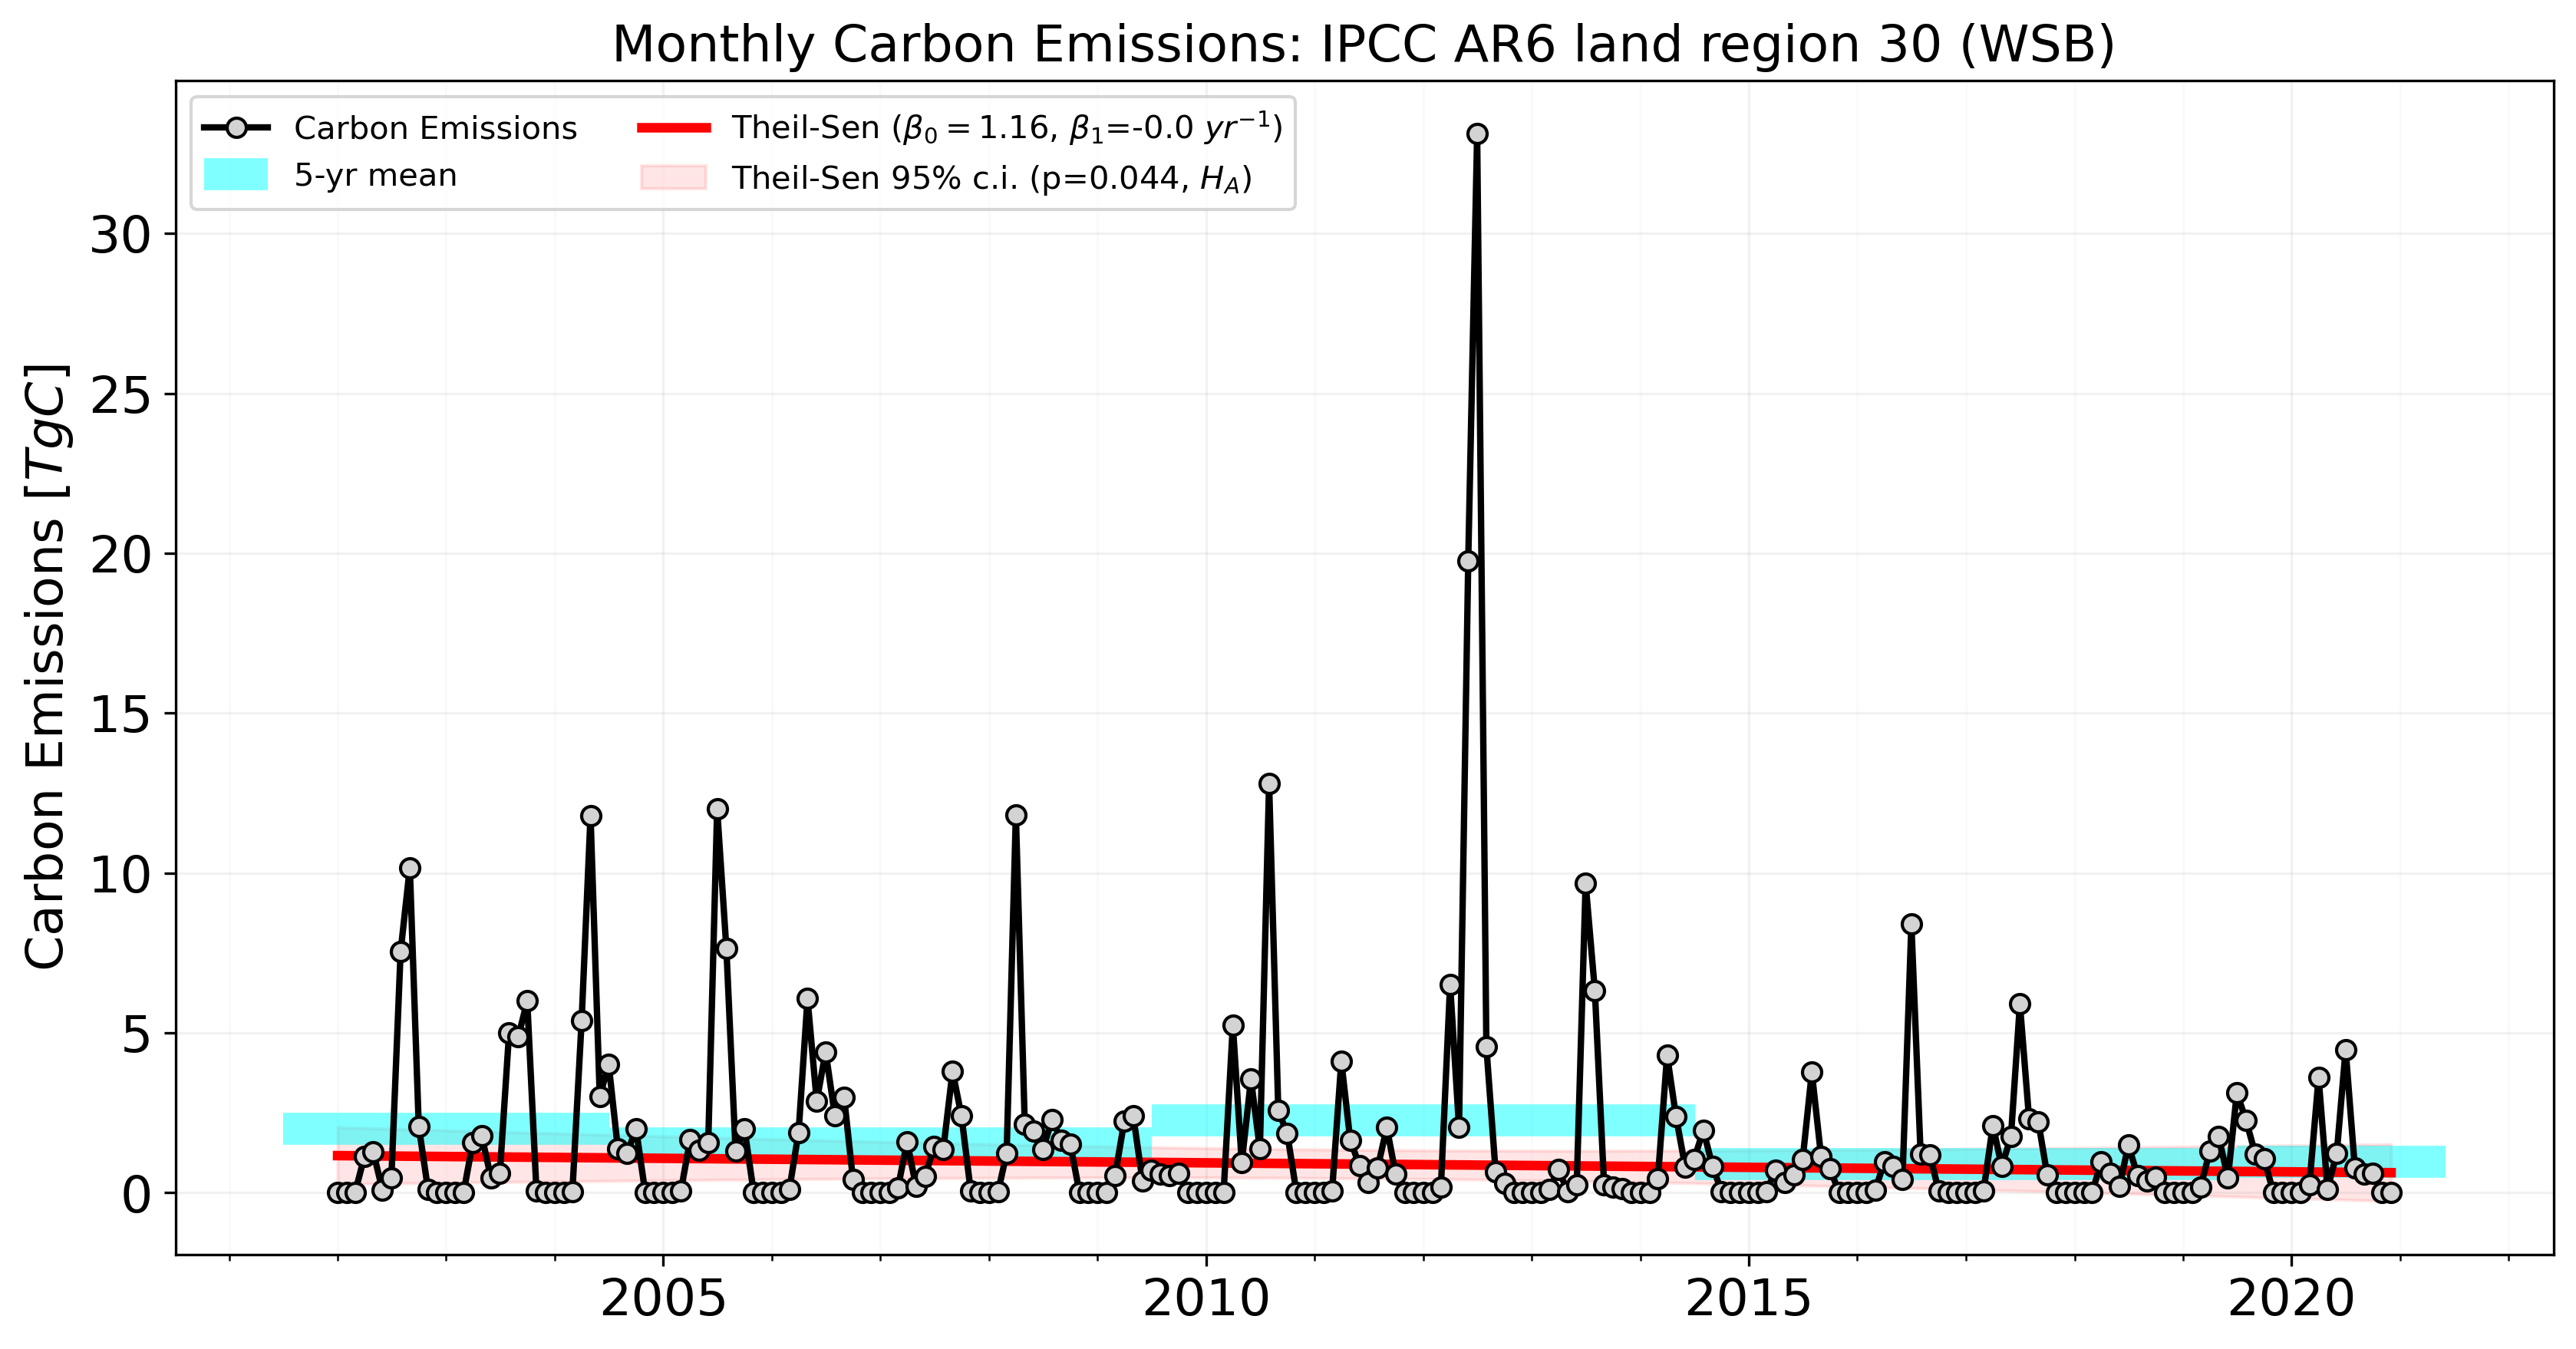 Monthly Carbon Emissions: IPCC AR6 land region 30 (WSB)
Carbon Emissions
5-yr mean
Theil-Sen (β₀ = 1.16, β₁=-0.0 yr⁻¹)
Theil-Sen 95% c.i. (p=0.044, H_A)
Carbon Emissions [TgC]
30
25
20
15
10
5
0
2005
2010
2015
2020